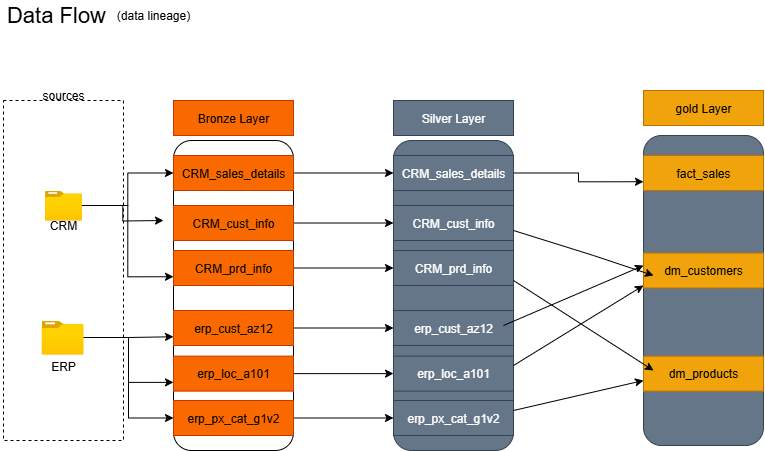 Data Flow (data lineage)
sources
CRM
ERP
Bronze Layer
CRM_sales_details
CRM_cust_info
CRM_prd_info
erp_cust_az12
erp_loc_a101
erp_px_cat_g1v2
Silver Layer
CRM_sales_details
CRM_cust_info
CRM_prd_info
erp_cust_az12
erp_loc_a101
erp_px_cat_g1v2
gold Layer
fact_sales
dm_customers
dm_products